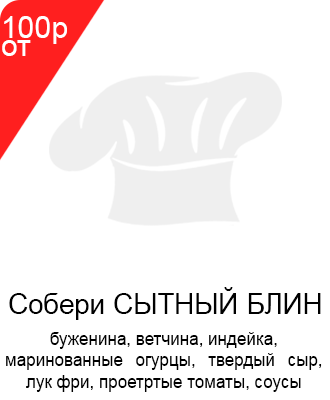 100р
от
Собери СЫТНЫЙ БЛИН
буженина, ветчина, индейка,
маринованные огурцы, твердый сыр,
лук фри, проетртые томаты, соусы